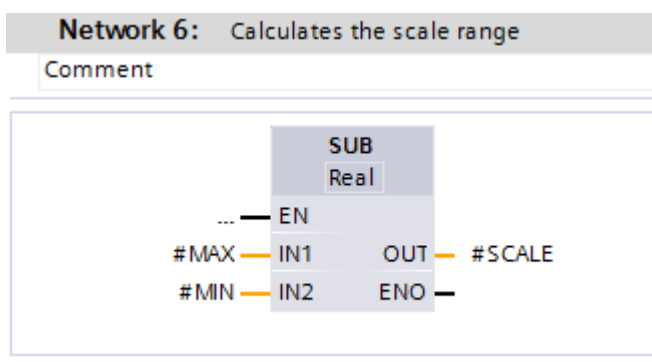 Network 6: Calculates the scale range
Comment
SUB
Real
... EN
#MAX IN1 OUT #SCALE
#MIN IN2 ENO